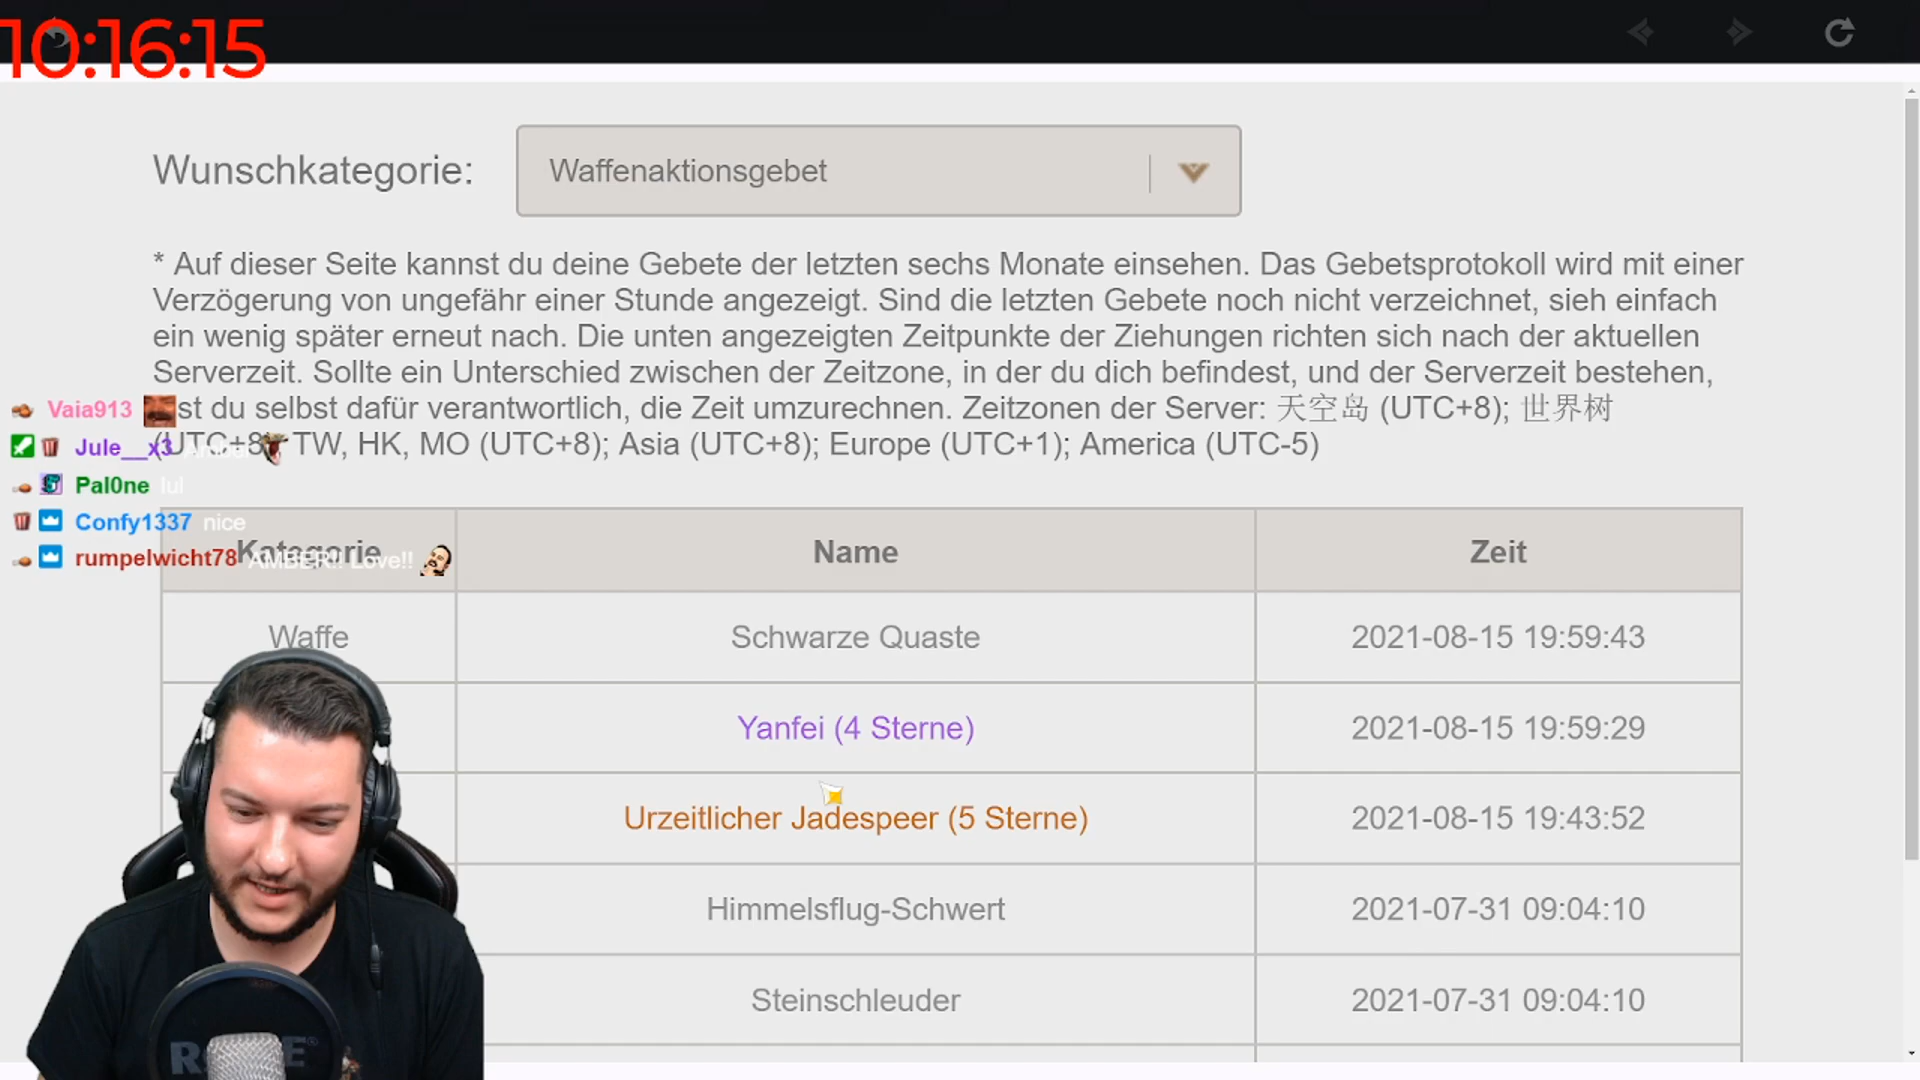 10:16:15
Wunschkategorie:
Waffenaktionsgebet
* Auf dieser Seite kannst du deine Gebete der letzten sechs Monate einsehen. Das Gebetsprotokoll wird mit einer
Verzögerung von ungefähr einer Stunde angezeigt. Sind die letzten Gebete noch nicht verzeichnet, sieh einfach
ein wenig später erneut nach. Die unten angezeigten Zeitpunkte der Ziehungen richten sich nach der aktuellen
Serverzeit. Sollte ein Unterschied zwischen der Zeitzone, in der du dich befindest, und der Serverzeit bestehen,
st du selbst dafür verantwortlich, die Zeit umzurechnen. Zeitzonen der Server: 天空岛 (UTC+8); 世界树
(UTC+8 TW, HK, MO (UTC+8); Asia (UTC+8); Europe (UTC+1); America (UTC-5)
Vaia913
Jule__x3 Amber
Pal0ne lul
Confy1337 nice
rumpelwicht78 AMBER!! Love!!
Kategorie Name Zeit
Waffe Schwarze Quaste 2021-08-15 19:59:43
Yanfei (4 Sterne) 2021-08-15 19:59:29
Urzeitlicher Jadespeer (5 Sterne) 2021-08-15 19:43:52
Himmelsflug-Schwert 2021-07-31 09:04:10
Steinschleuder 2021-07-31 09:04:10